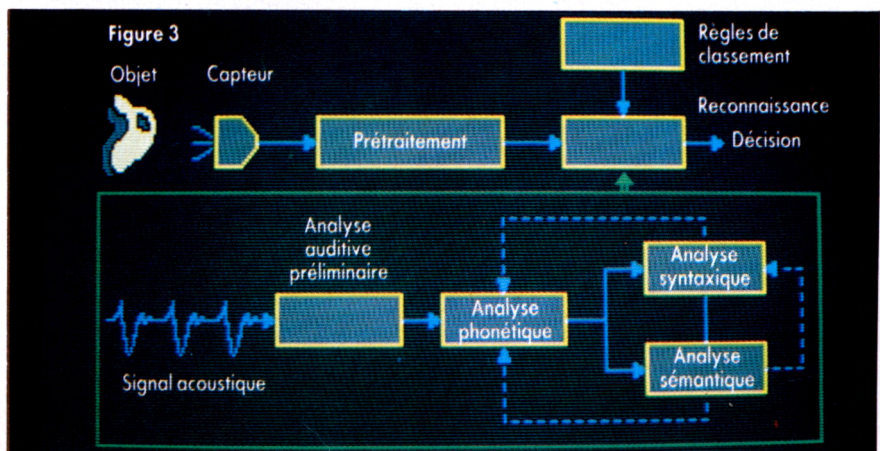 Figure 3
Objet
Capteur
Prétraitement
Règles de
classement
Reconnaissance
Décision
Analyse
auditive
préliminaire
Signal acoustique
Analyse
phonétique
Analyse
syntaxique
Analyse
sémantique